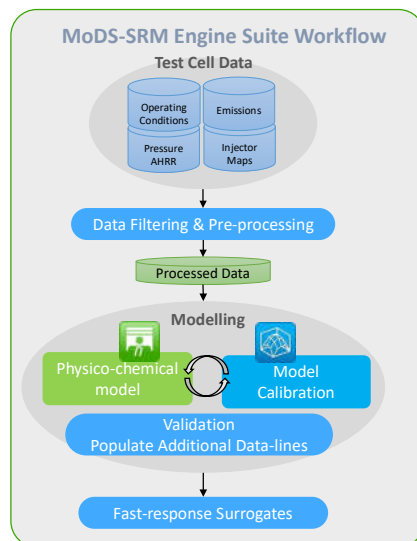 MoDS-SRM Engine Suite Workflow
Test Cell Data
Operating
Conditions
Emissions
Pressure
AHRR
Injector
Maps
Data Filtering & Pre-processing
Processed Data
Modelling
Physico-chemical
model
Model
Calibration
Validation
Populate Additional Data-lines
Fast-response Surrogates